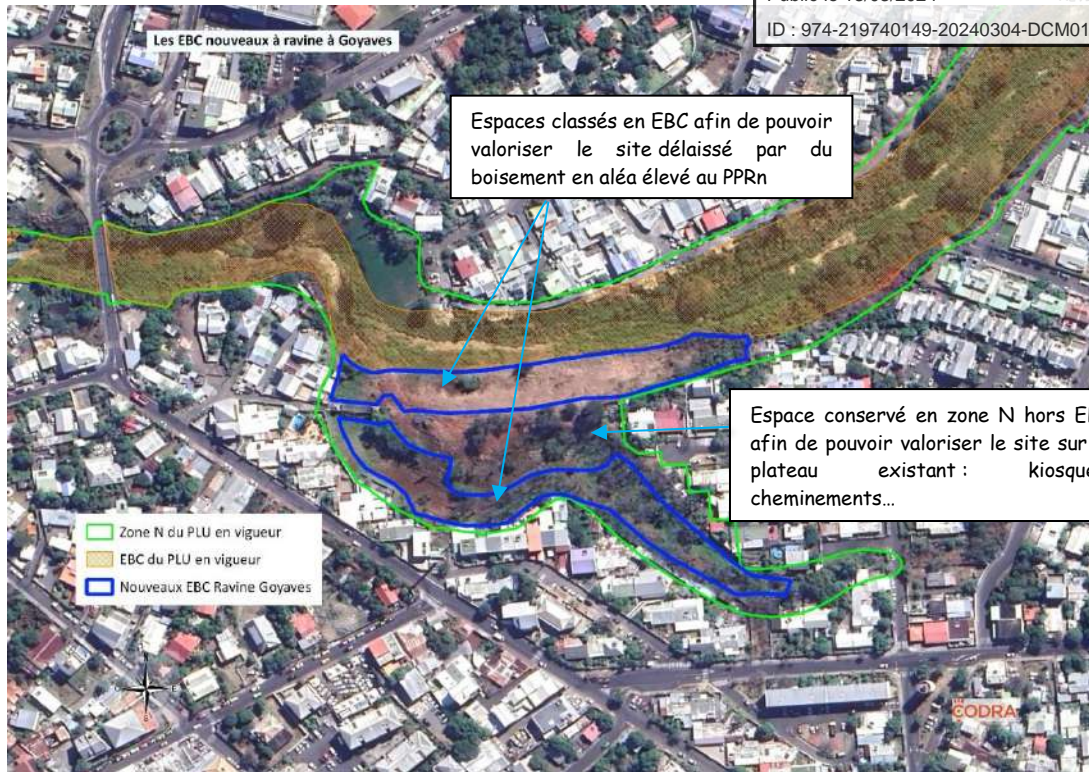 ID : 974-219740149-20240304-DCM01
Les EBC nouveaux à ravine à Goyaves
Espaces classés en EBC afin de pouvoir
valoriser le site délaissé par du
boisement en aléa élevé au PPRn
Espace conservé en zone N hors
afin de pouvoir valoriser le site sur
plateau existant :
cheminements...
Zone N du PLU en vigueur
EBC du PLU en vigueur
Nouveaux EBC Ravine Goyaves
CODRA